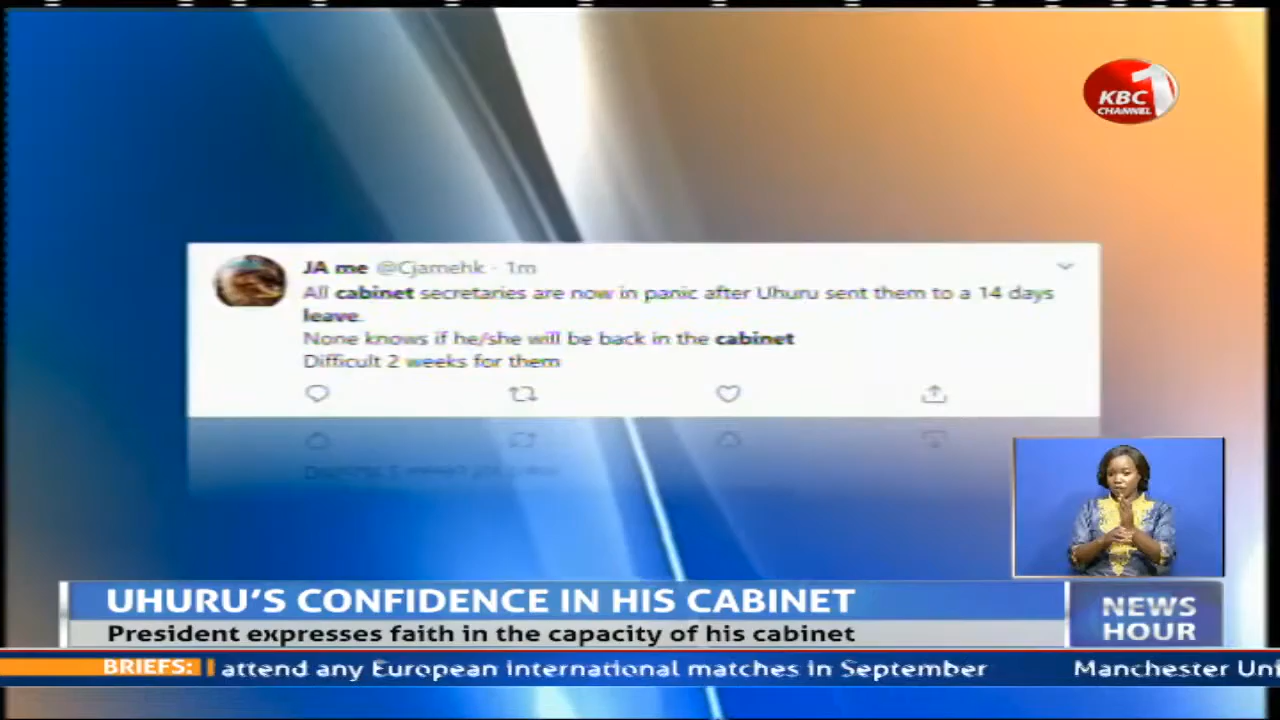 KBC 1
CHANNEL
JA me @Cjamehk · 1m
All cabinet secretaries are now in panic after Uhuru sent them to a 14 days
leave.
None knows if he/she will be back in the cabinet
Difficult 2 weeks for them
UHURU'S CONFIDENCE IN HIS CABINET
President expresses faith in the capacity of his cabinet
NEWS
HOUR
BRIEFS: attend any European international matches in September Manchester Uni